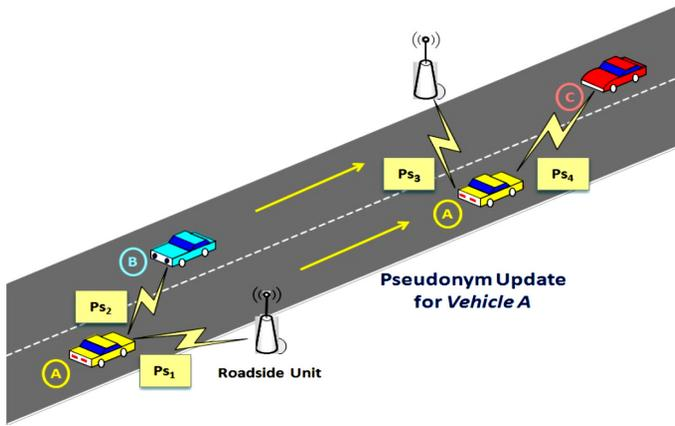 C
Ps₃
Ps₄
A
B
Pseudonym Update
for Vehicle A
Ps₂
Ps₁
A
Roadside Unit